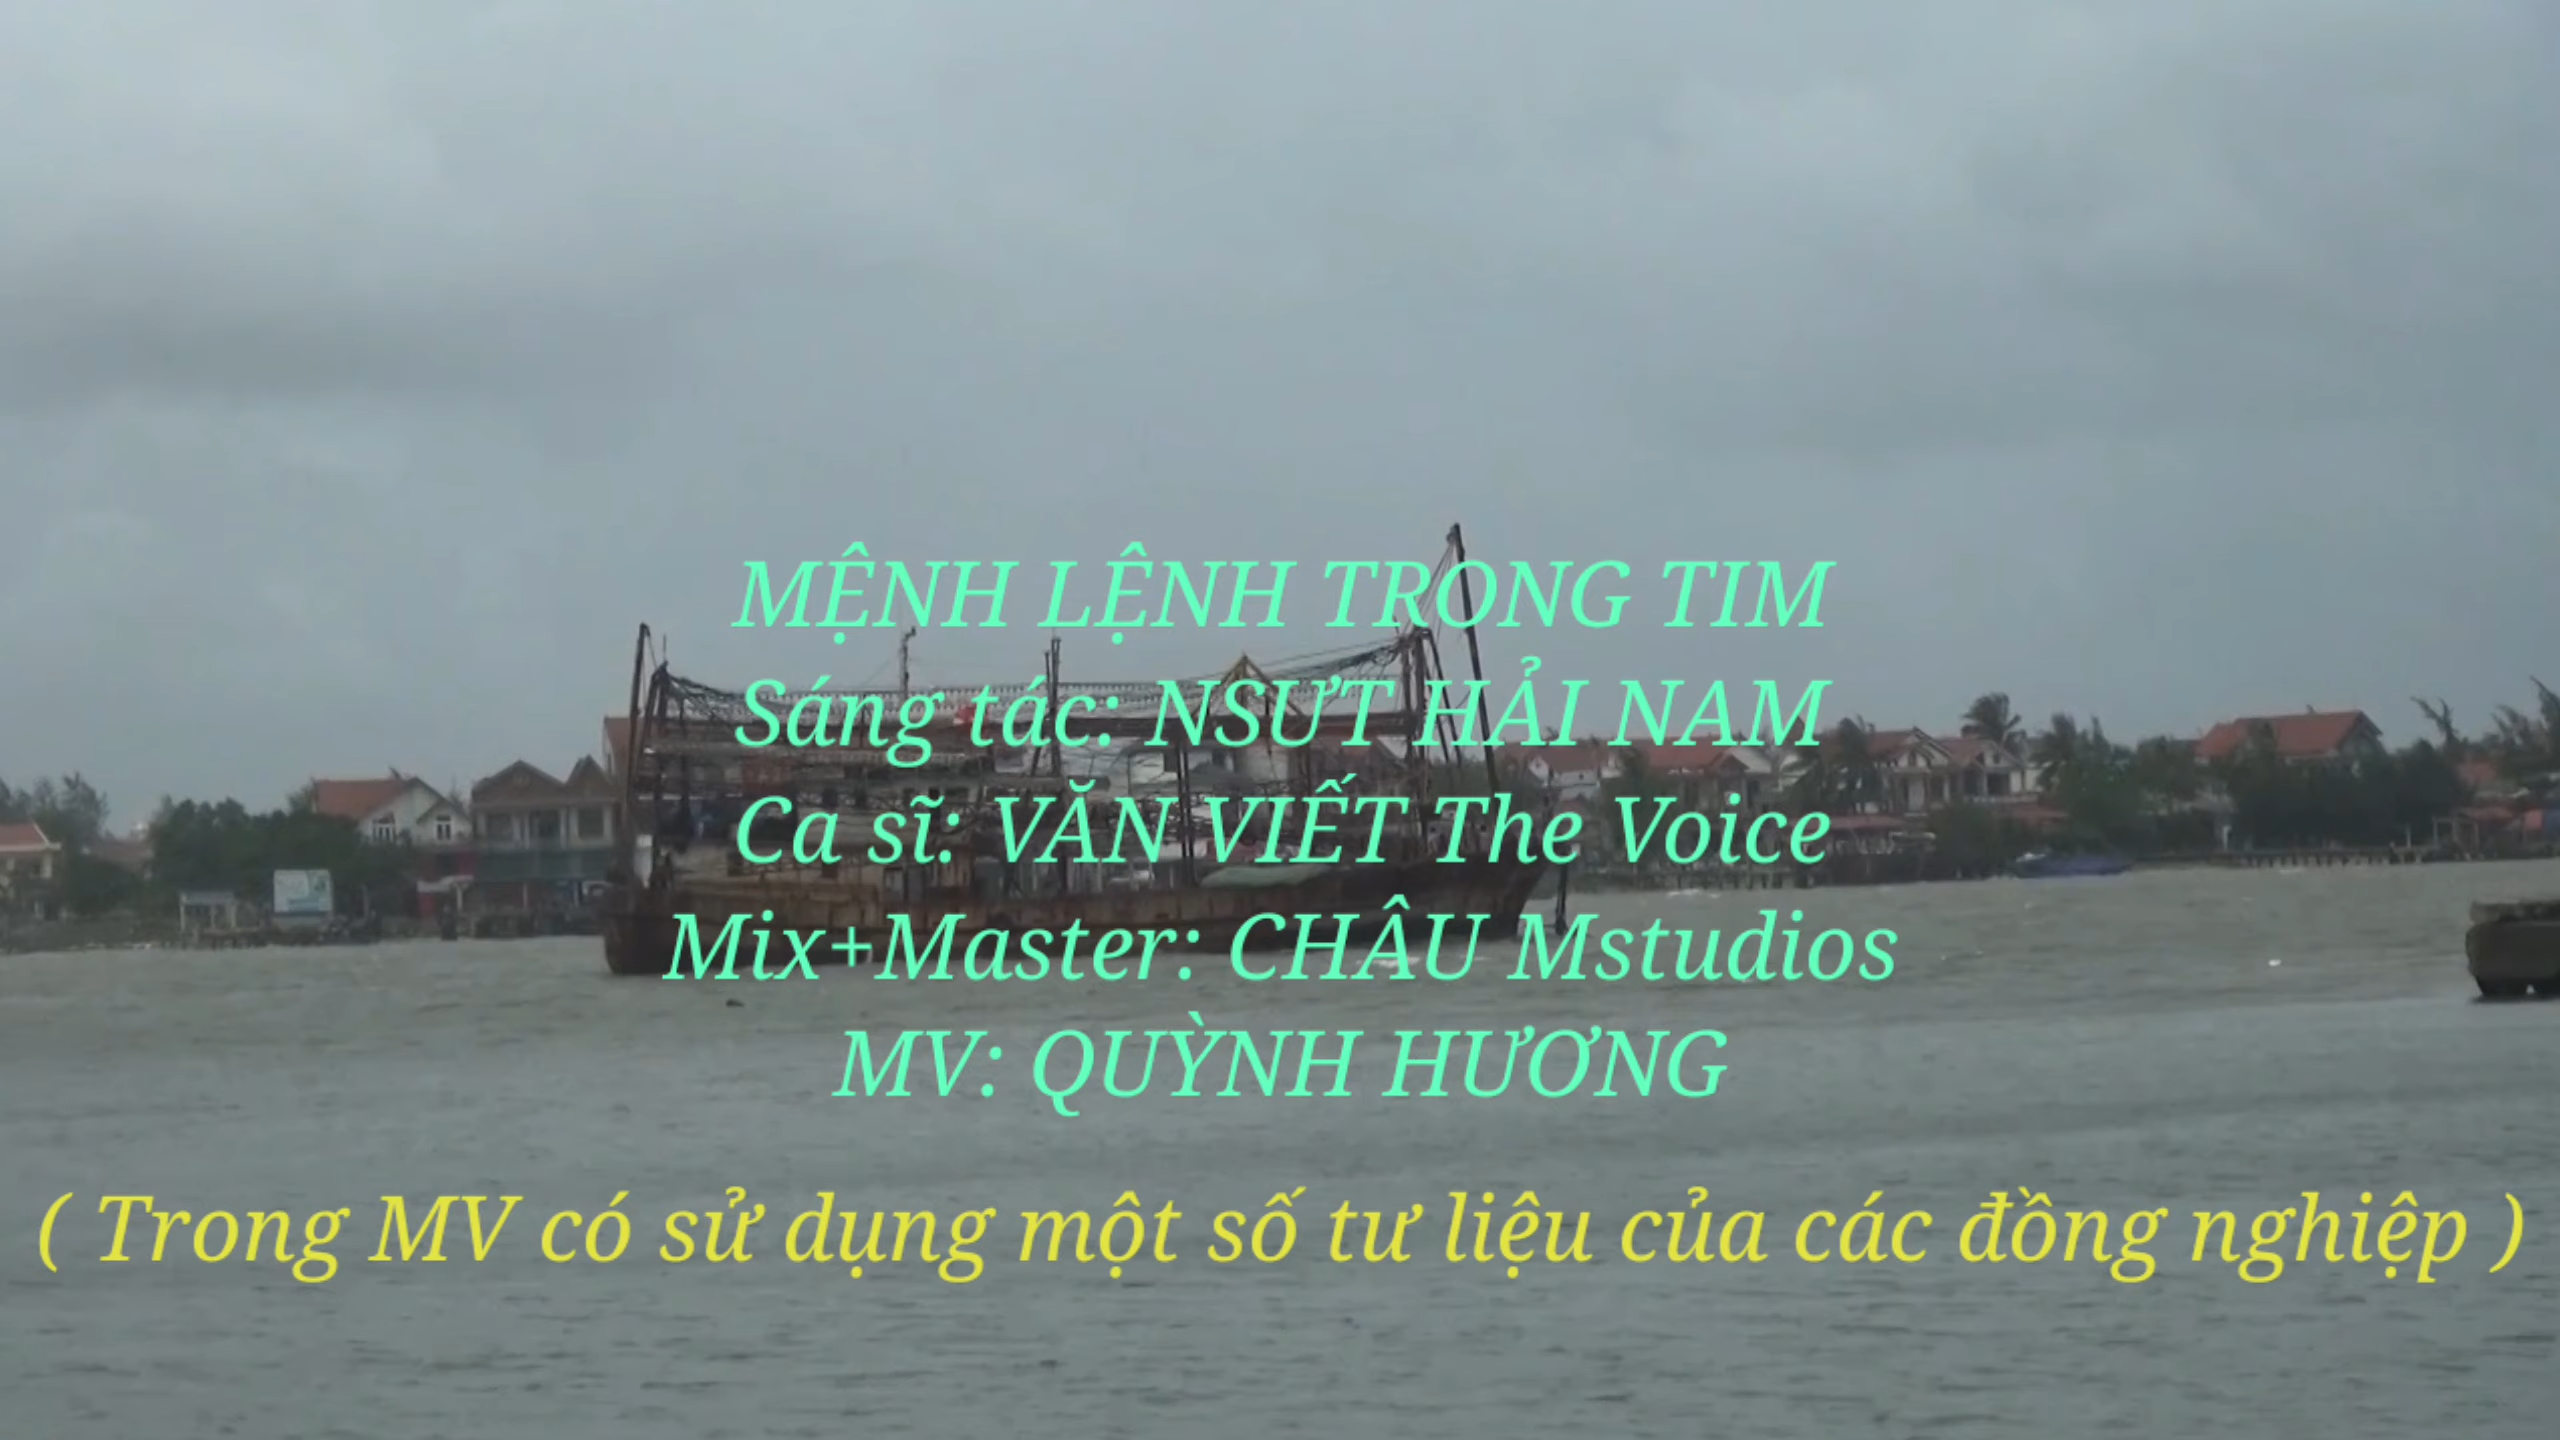 MỆNH LỆNH TRONG TIM
Sáng tác: NSƯT HẢI NAM
Ca sĩ: VĂN VIẾT The Voice
Mix+Master: CHÂU Mstudios
MV: QUỲNH HƯƠNG
( Trong MV có sử dụng một số tư liệu của các đồng nghiệp )